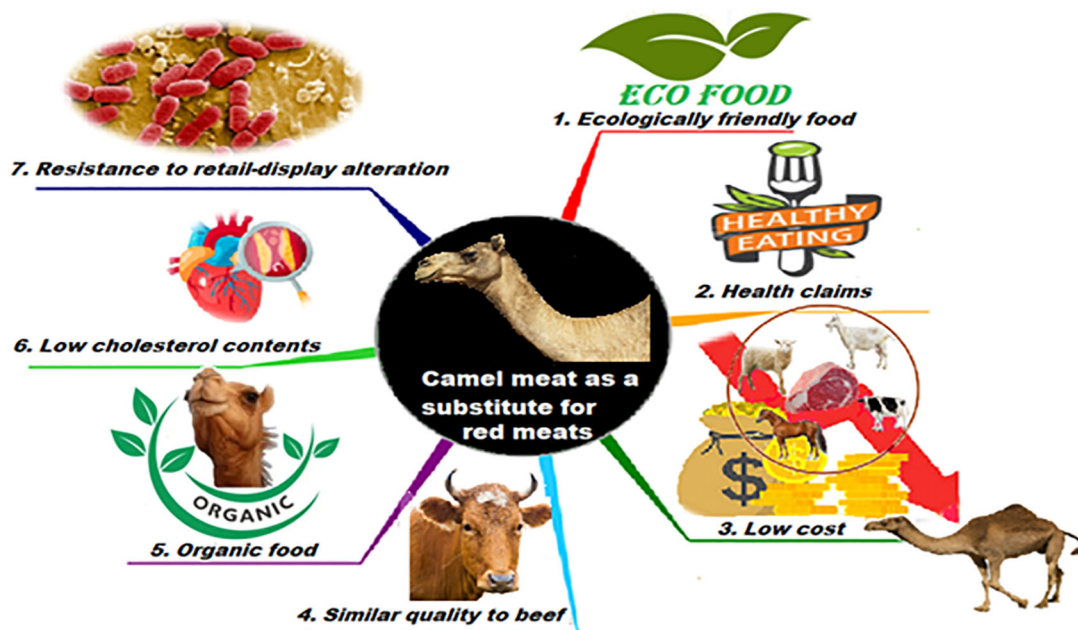 ECO FOOD
1. Ecologically friendly food
HEALTHY
EATING
2. Health claims
$
3. Low cost
4. Similar quality to beef
5. Organic food
ORGANIC
6. Low cholesterol contents
7. Resistance to retail-display alteration
Camel meat as a
substitute for
red meats